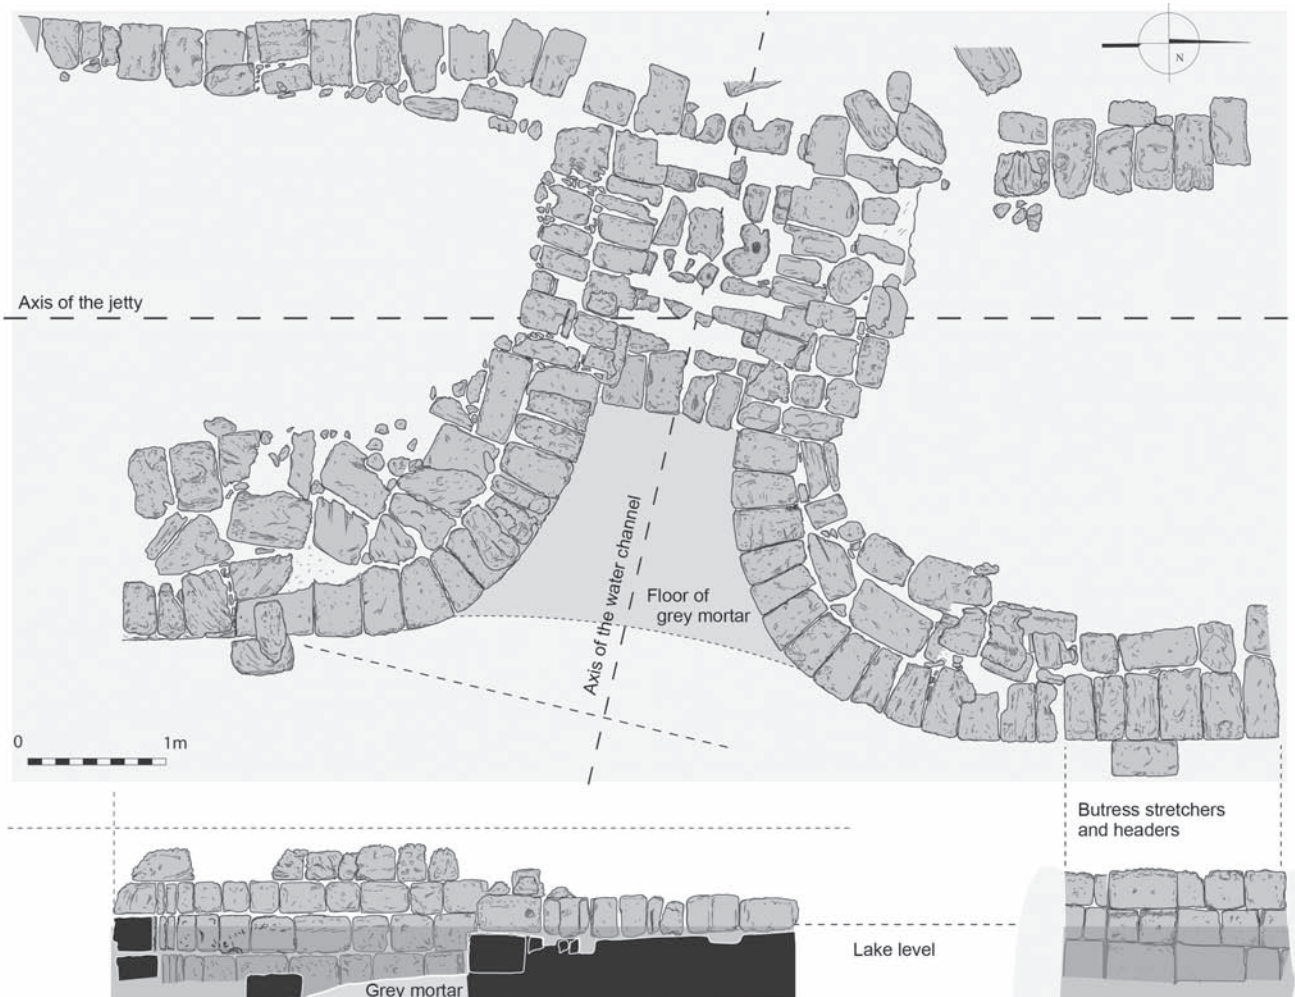 N
Axis of the jetty
Axis of the water channel
Floor of
grey mortar
0 1m
Butress stretchers
and headers
Lake level
Grey mortar